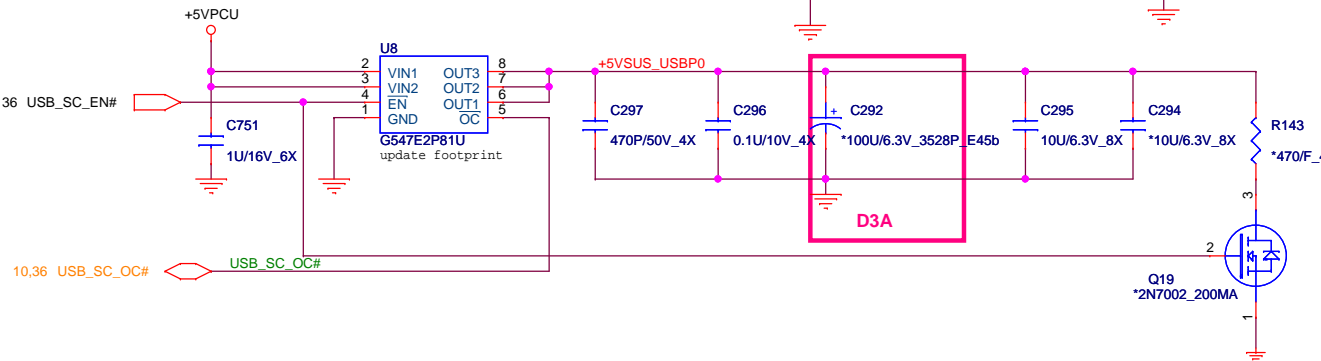 +5VPCU
U8
2 VIN1 OUT3 8
3 VIN2 OUT2 7
36 USB_SC_EN# 4 EN OUT1 6
1 GND OC 5
G547E2P81U
update footprint
C751
1U/16V_6X
+5VSUS_USBP0
C297
470P/50V_4X
C296
0.1U/10V_4X
C292
+
*100U/6.3V_3528P_E45b
D3A
C295
10U/6.3V_8X
C294
*10U/6.3V_8X
R143
*470/F_4
3
2
1
Q19
*2N7002_200MA
10,36 USB_SC_OC#
USB_SC_OC#